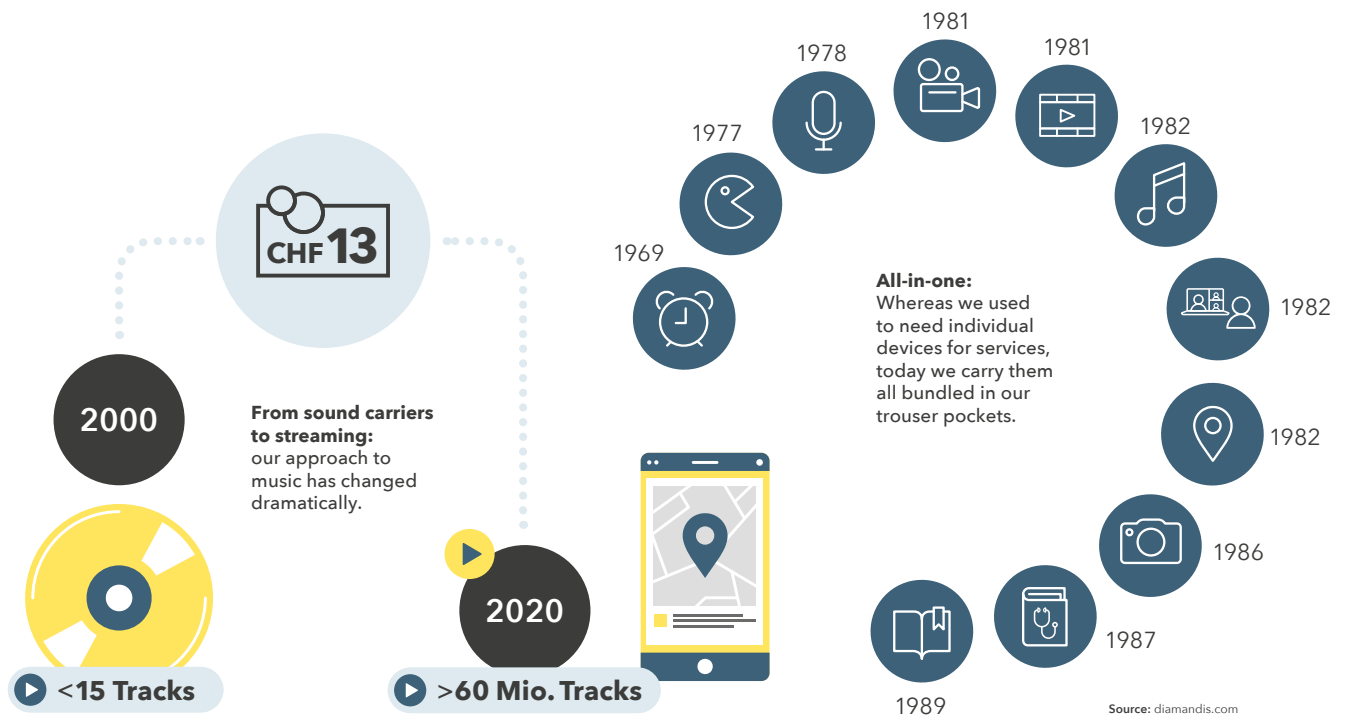 CHF 13
2000
From sound carriers
to streaming:
our approach to
music has changed
dramatically.
2020
<15 Tracks
>60 Mio. Tracks
1969
1977
1978
1981
1981
1982
1982
1982
1986
1987
1989
All-in-one:
Whereas we used
to need individual
devices for services,
today we carry them
all bundled in our
trouser pockets.
Source: diamandis.com